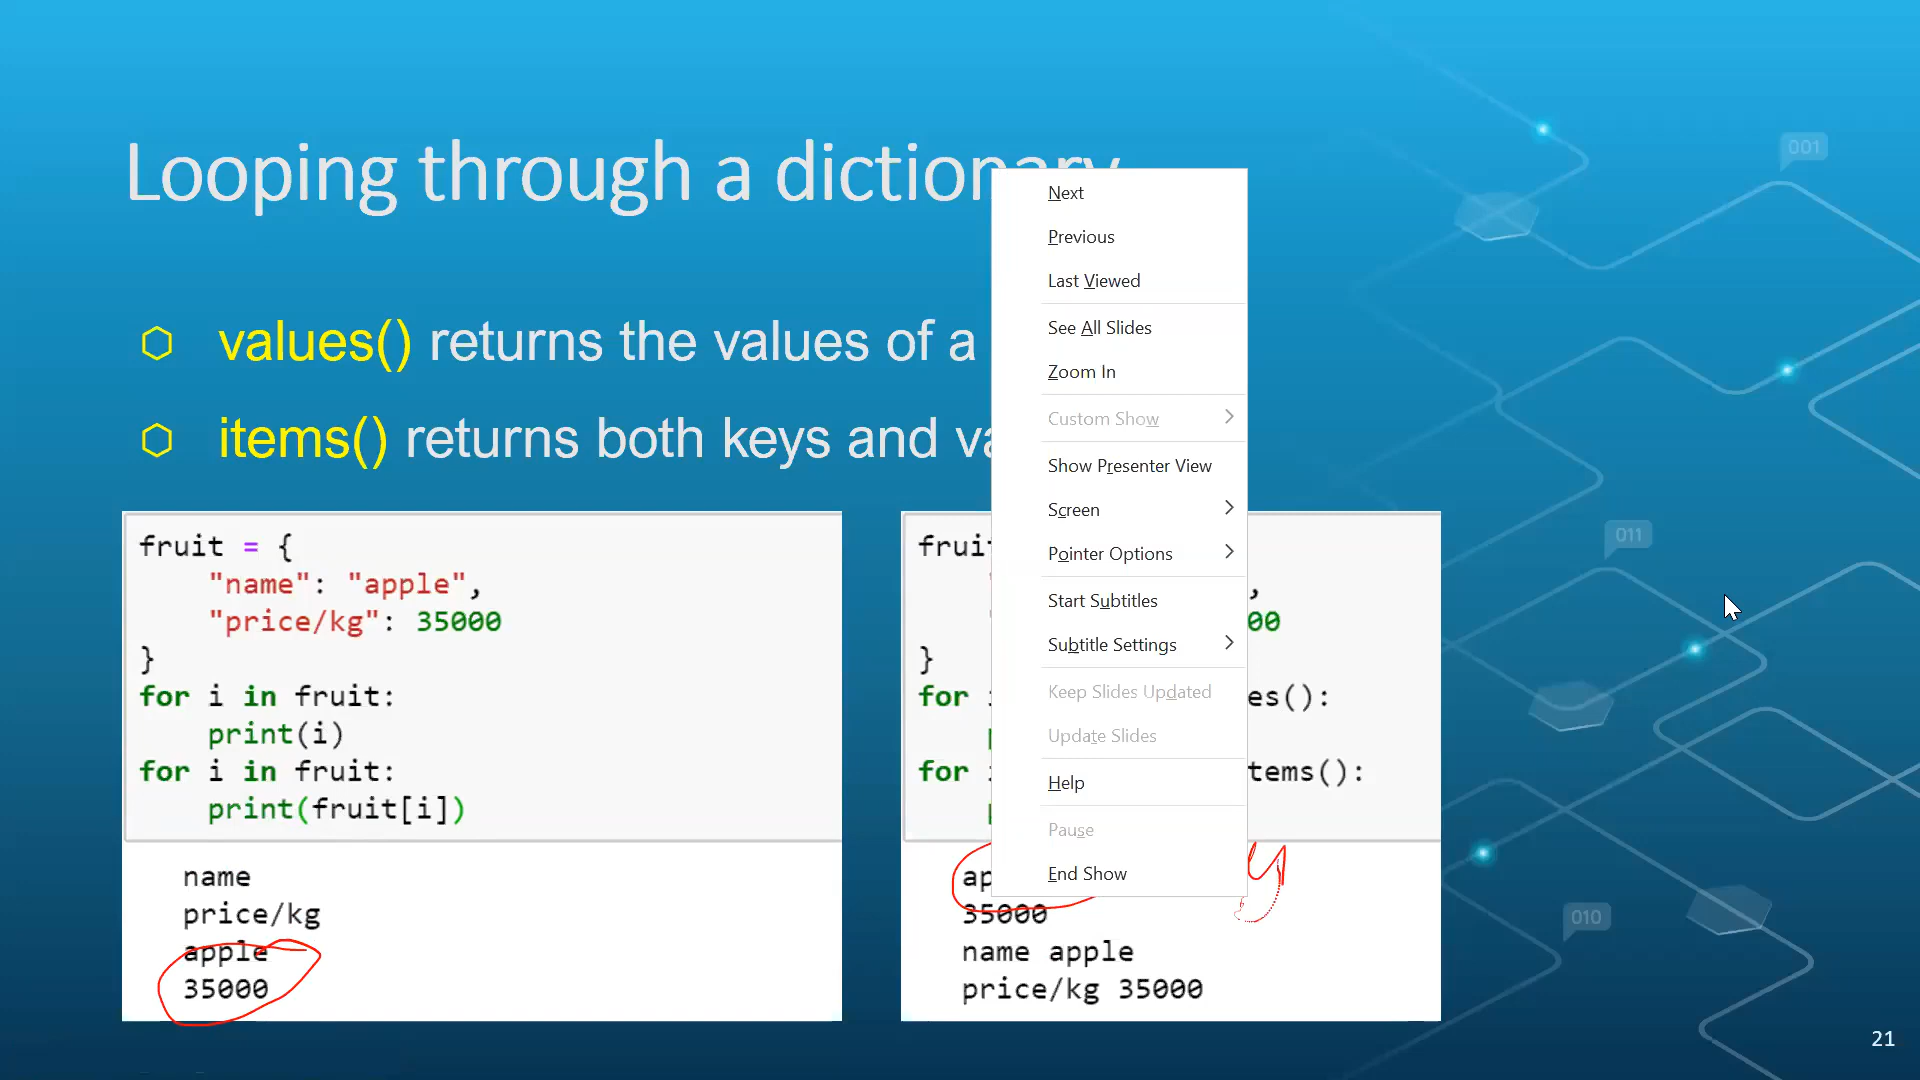 Looping through a dictionary
values() returns the values of a
items() returns both keys and
fruit = {
"name": "apple",
"price/kg": 35000
}
for i in fruit:
print(i)
for i in fruit:
print(fruit[i])
name
price/kg
apple
35000
}
for
es():
for
tems():
35000
name apple
price/kg 35000
y
Next
Previous
Last Viewed
See All Slides
Zoom In
Custom Show
Show Presenter View
Screen
Pointer Options
Start Subtitles
Subtitle Settings
Keep Slides Updated
Update Slides
Help
Pause
End Show
001
011
010
21